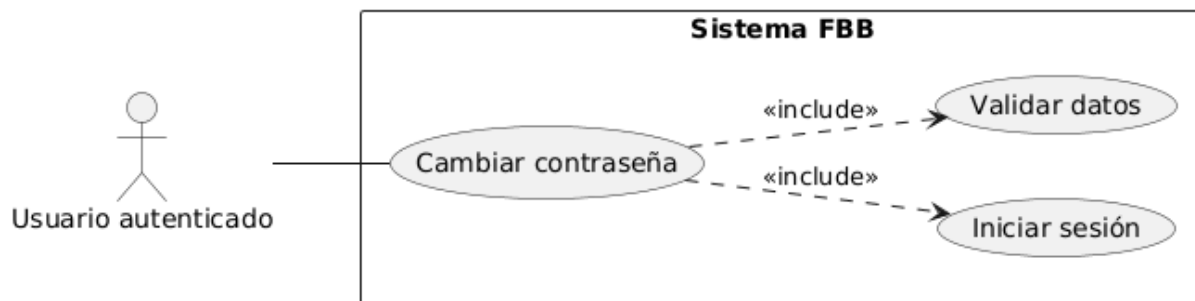 Sistema FBB
Validar datos
«include»
Cambiar contraseña
«include»
Usuario autenticado
Iniciar sesión